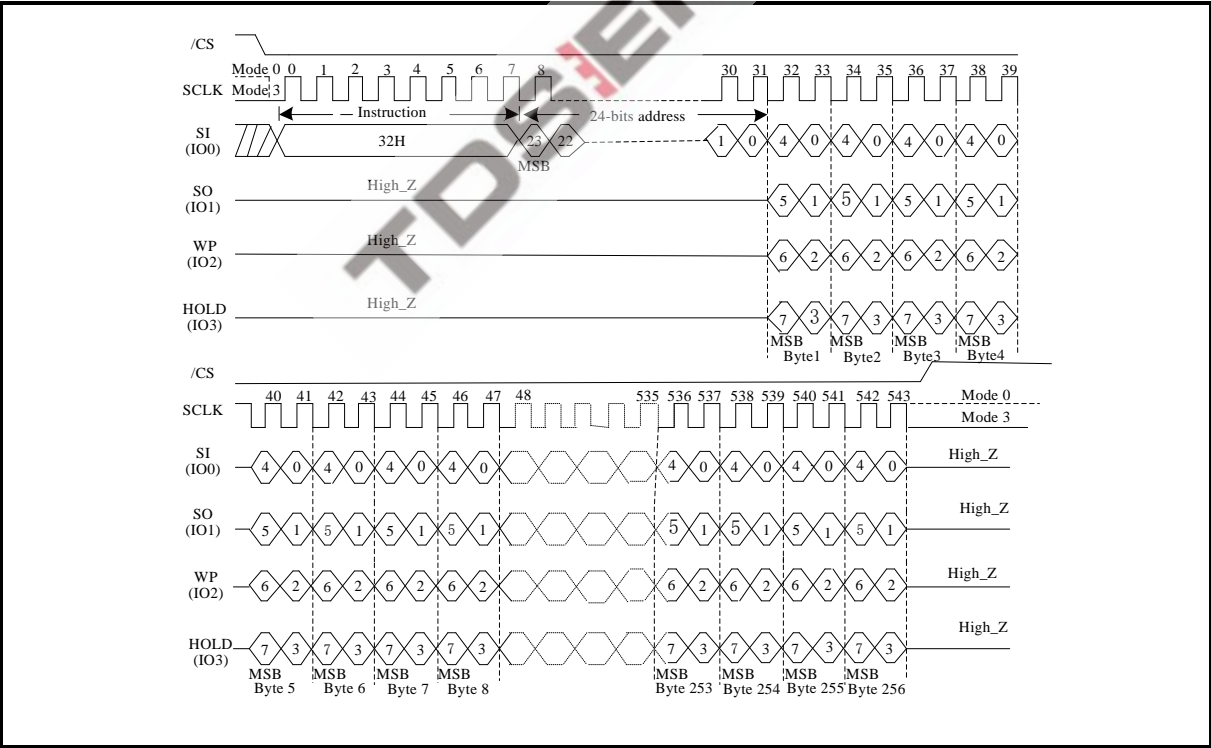 /CS
Mode 0 0 1 2 3 4 5 6 7 8 30 31 32 33 34 35 36 37 38 39
SCLK Mode 3
Instruction 24-bits address
SI
(IO0)
32H 23 22 1 0 4 0 4 0 4 0 4 0
MSB
SO
(IO1)
High_Z 5 1 5 1 5 1 5 1
WP
(IO2)
High_Z 6 2 6 2 6 2 6 2
HOLD
(IO3)
High_Z 7 3 7 3 7 3 7 3
MSB MSB MSB MSB
Byte1 Byte2 Byte3 Byte4
/CS
40 41 42 43 44 45 46 47 48 535 536 537 538 539 540 541 542 543 Mode 0
SCLK Mode 3
SI
(IO0)
4 0 4 0 4 0 4 0 4 0 4 0 4 0 4 0 High_Z
SO
(IO1)
5 1 5 1 5 1 5 1 5 1 5 1 5 1 5 1 High_Z
WP
(IO2)
6 2 6 2 6 2 6 2 6 2 6 2 6 2 6 2 High_Z
HOLD
(IO3)
7 3 7 3 7 3 7 3 7 3 7 3 7 3 7 3 High_Z
MSB MSB MSB MSB MSB MSB MSB MSB
Byte 5 Byte 6 Byte 7 Byte 8 Byte 253 Byte 254 Byte 255 Byte 256